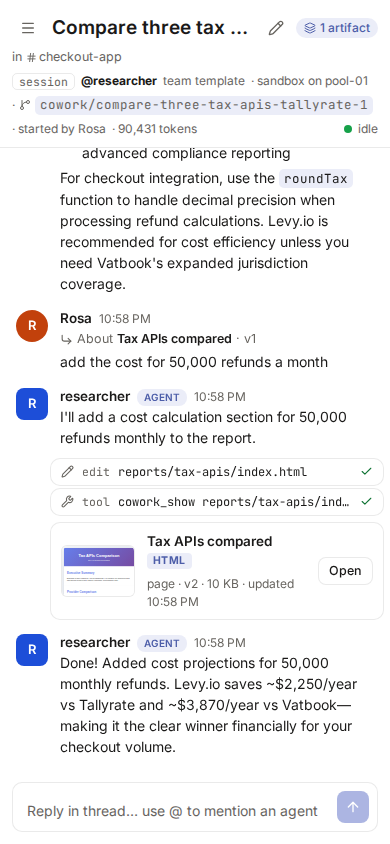 Compare three tax ...
1 artifact
in # checkout-app
session @researcher team template · sandbox on pool-01
· cowork/compare-three-tax-apis-tallyrate-1
· started by Rosa · 90,431 tokens
idle
advanced compliance reporting
For checkout integration, use the roundTax
function to handle decimal precision when
processing refund calculations. Levy.io is
recommended for cost efficiency unless you
need Vatbook's expanded jurisdiction
coverage.
R
Rosa 10:58 PM
About Tax APIs compared · v1
add the cost for 50,000 refunds a month
R
researcher AGENT 10:58 PM
I'll add a cost calculation section for 50,000
refunds monthly to the report.
edit reports/tax-apis/index.html
tool cowork_show reports/tax-apis/ind...
Tax APIs compared
HTML
page · v2 · 10 KB · updated
10:58 PM
Open
R
researcher AGENT 10:58 PM
Done! Added cost projections for 50,000
monthly refunds. Levy.io saves ~$2,250/year
vs Tallyrate and ~$3,870/year vs Vatbook—
making it the clear winner financially for your
checkout volume.
Reply in thread... use @ to mention an agent